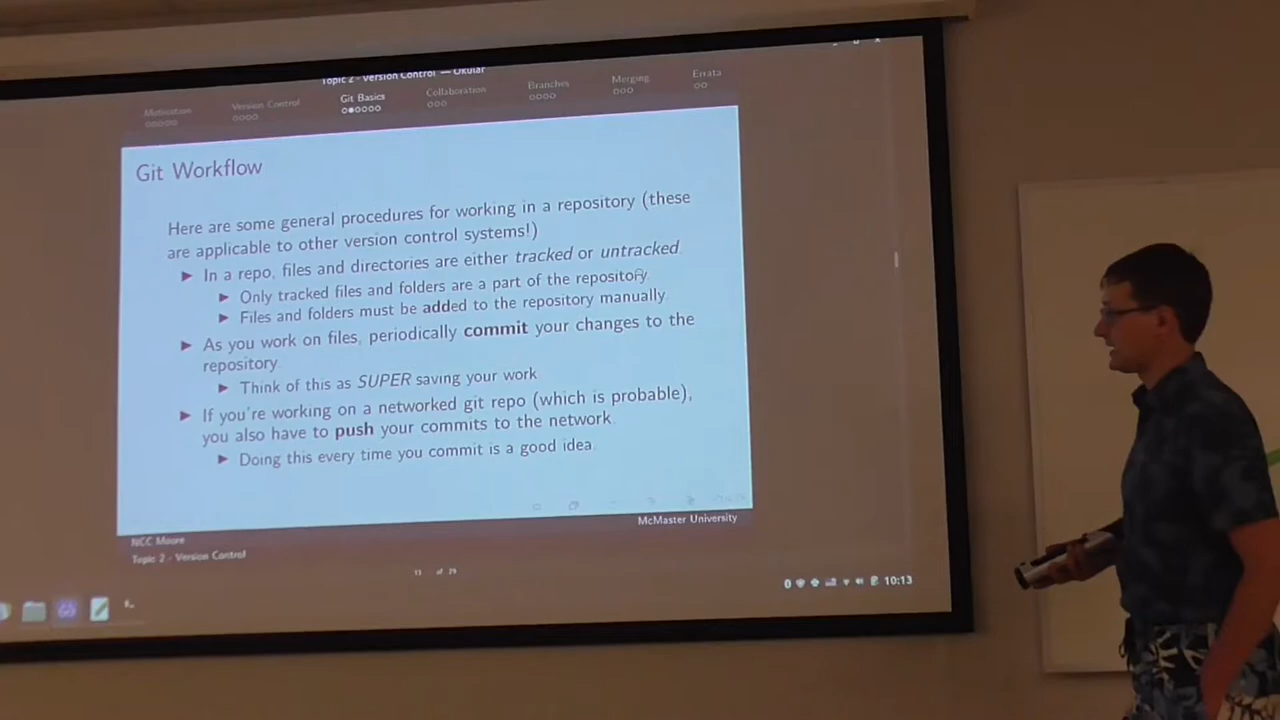 Topic 2 - Version Control — Okular
Motivation
Version Control
Git Basics
Collaboration
Branches
Merging
Errata
Git Workflow
Here are some general procedures for working in a repository (these
are applicable to other version control systems!)
▶ In a repo, files and directories are either tracked or untracked.
▶ Only tracked files and folders are a part of the repository.
▶ Files and folders must be added to the repository manually.
▶ As you work on files, periodically commit your changes to the
repository.
▶ Think of this as SUPER saving your work.
▶ If you're working on a networked git repo (which is probable),
you also have to push your commits to the network.
▶ Doing this every time you commit is a good idea.
NCC Moore
McMaster University
Topic 2 - Version Control
of 29
10:13